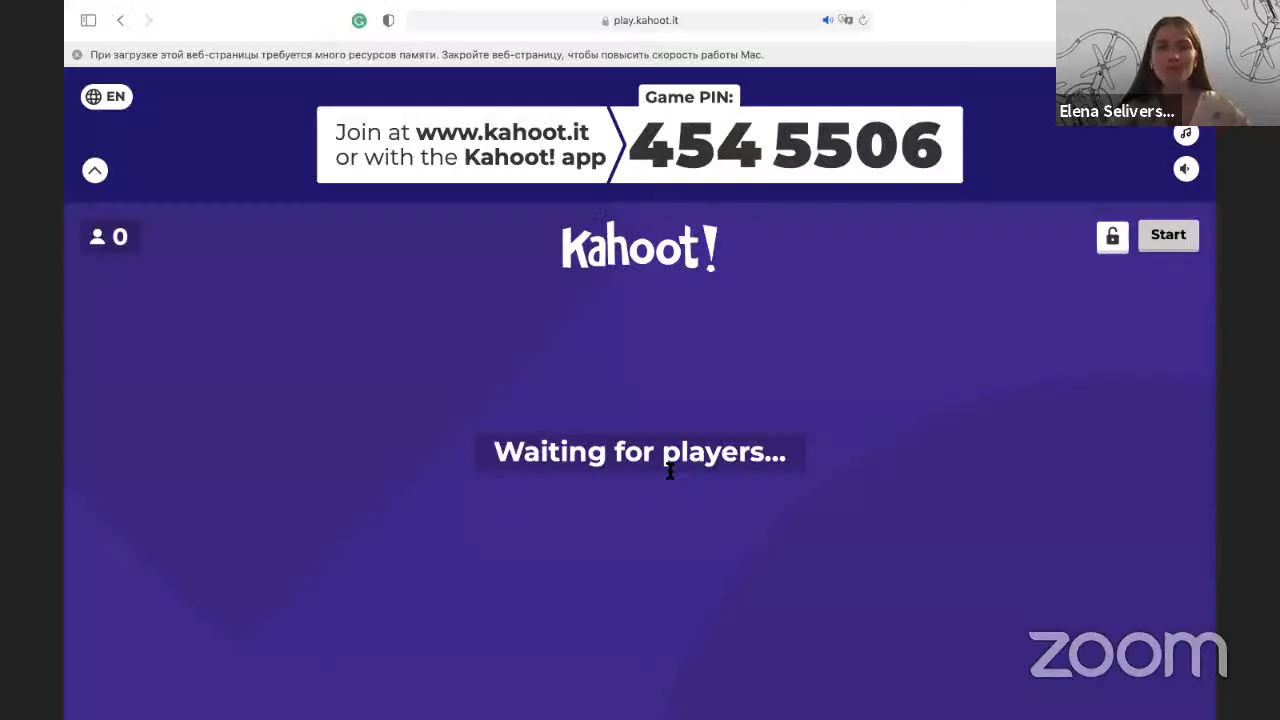 play.kahoot.it
При загрузке этой веб-страницы требуется много ресурсов памяти. Закройте веб-страницу, чтобы повысить скорость работы Mac.
EN
Game PIN:
Join at www.kahoot.it
or with the Kahoot! app
454 5506
Elena Selivers...
0
Kahoot!
Start
Waiting for players...
zoom